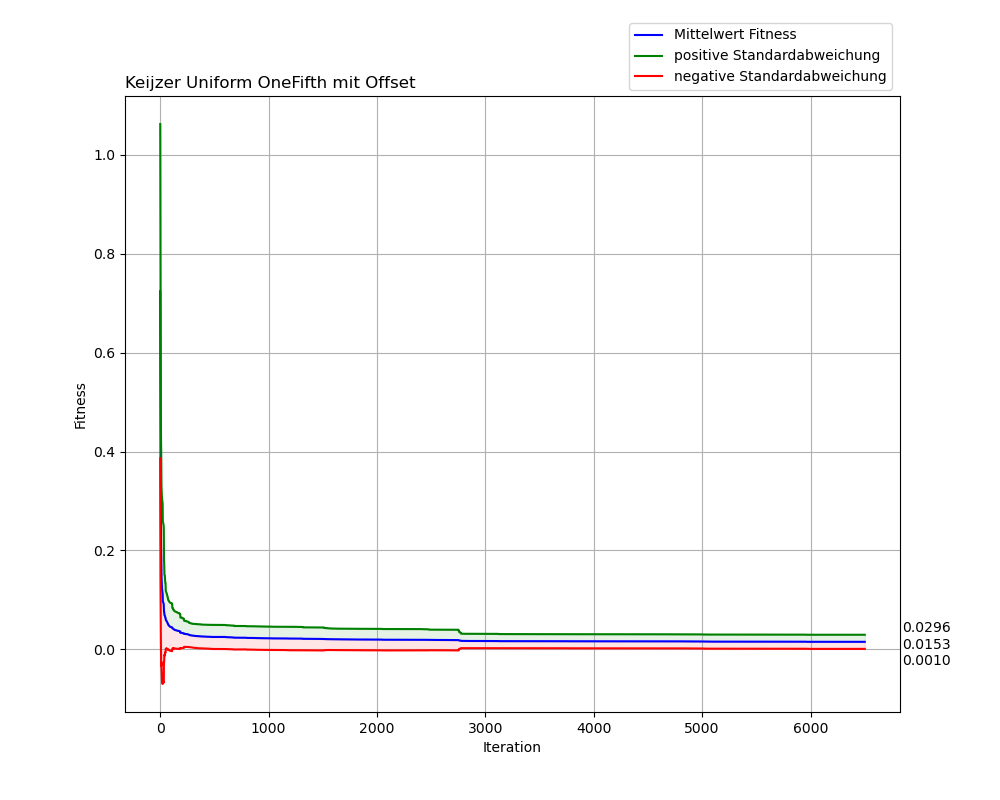 Mittelwert Fitness
positive Standardabweichung
negative Standardabweichung
Keijzer Uniform OneFifth mit Offset
1.0
0.8
0.6
0.4
0.2
0.0
Fitness
0.0296
0.0153
0.0010
0 1000 2000 3000 4000 5000 6000
Iteration